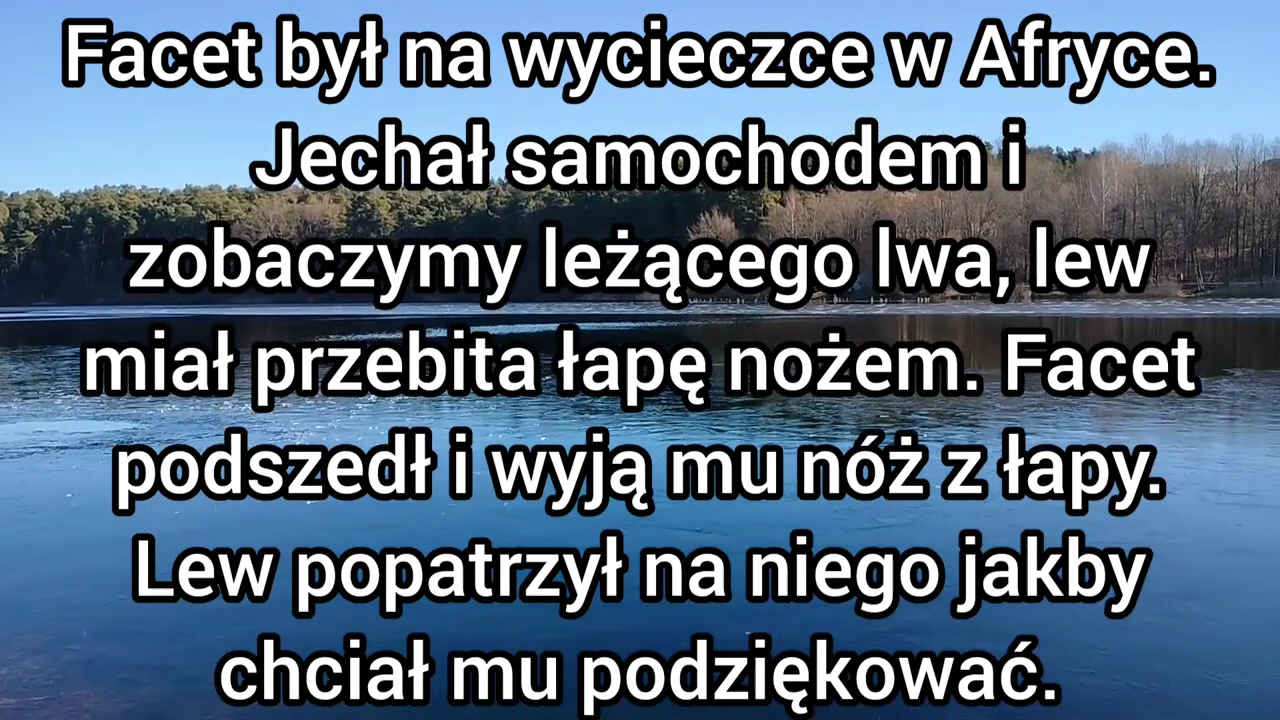 Facet był na wycieczce w Afryce.
Jechał samochodem i
zobaczymy leżącego lwa, lew
miał przebita łapę nożem. Facet
podszedł i wyją mu nóż z łapy.
Lew popatrzył na niego jakby
chciał mu podziękować.